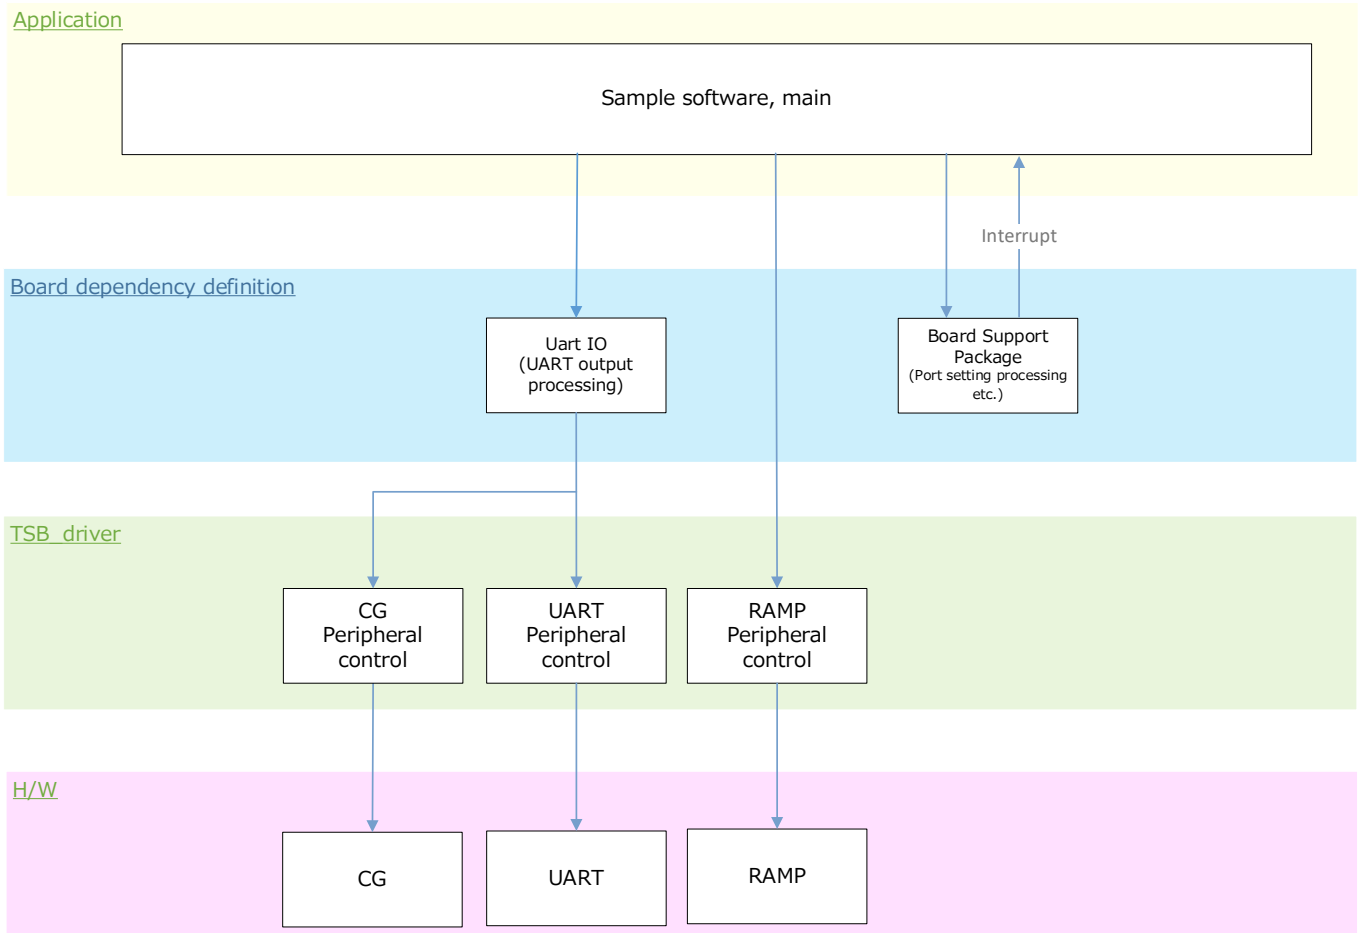 Application
Sample software, main
Interrupt
Board dependency definition
Uart IO
(UART output
processing)
Board Support
Package
(Port setting processing
etc.)
TSB_driver
CG
Peripheral
control
UART
Peripheral
control
RAMP
Peripheral
control
H/W
CG
UART
RAMP